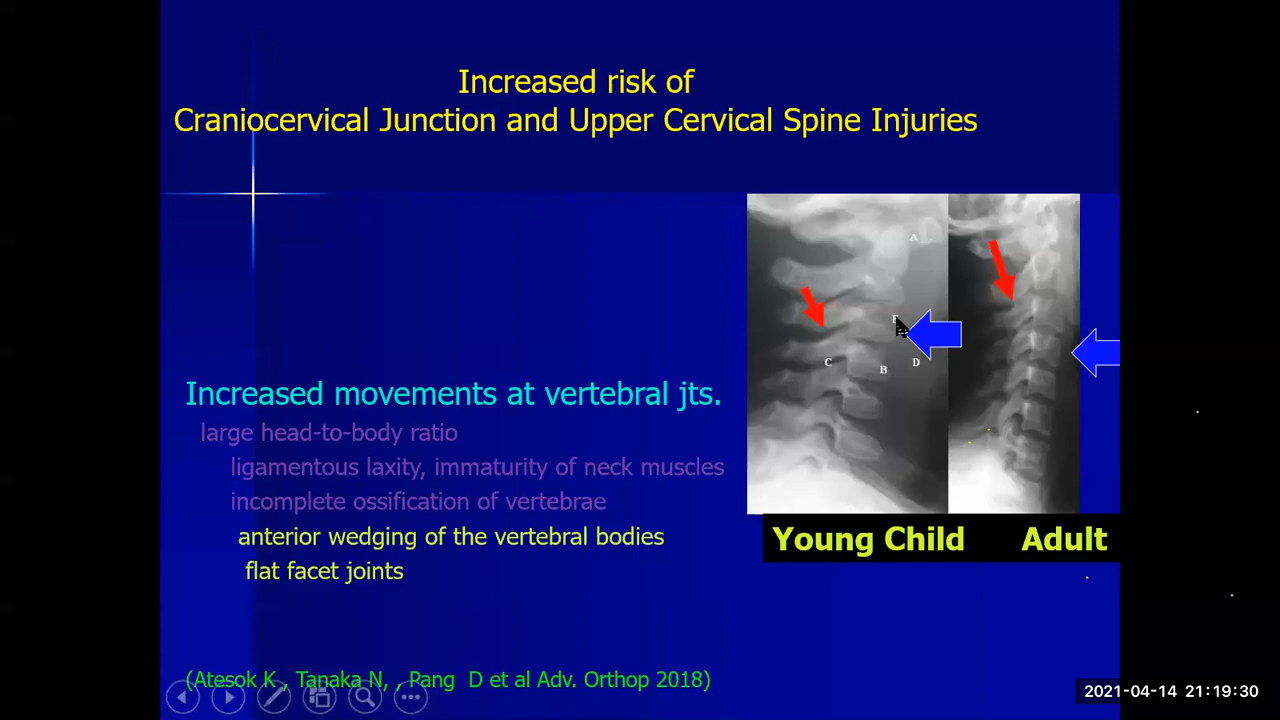 Increased risk of
Craniocervical Junction and Upper Cervical Spine Injuries
A
C
B
D
Increased movements at vertebral jts.
large head-to-body ratio
ligamentous laxity, immaturity of neck muscles
incomplete ossification of vertebrae
anterior wedging of the vertebral bodies
flat facet joints
Young Child Adult
(Atesok K , Tanaka N, , Pang D et al Adv. Orthop 2018)
2021-04-14 21:19:30